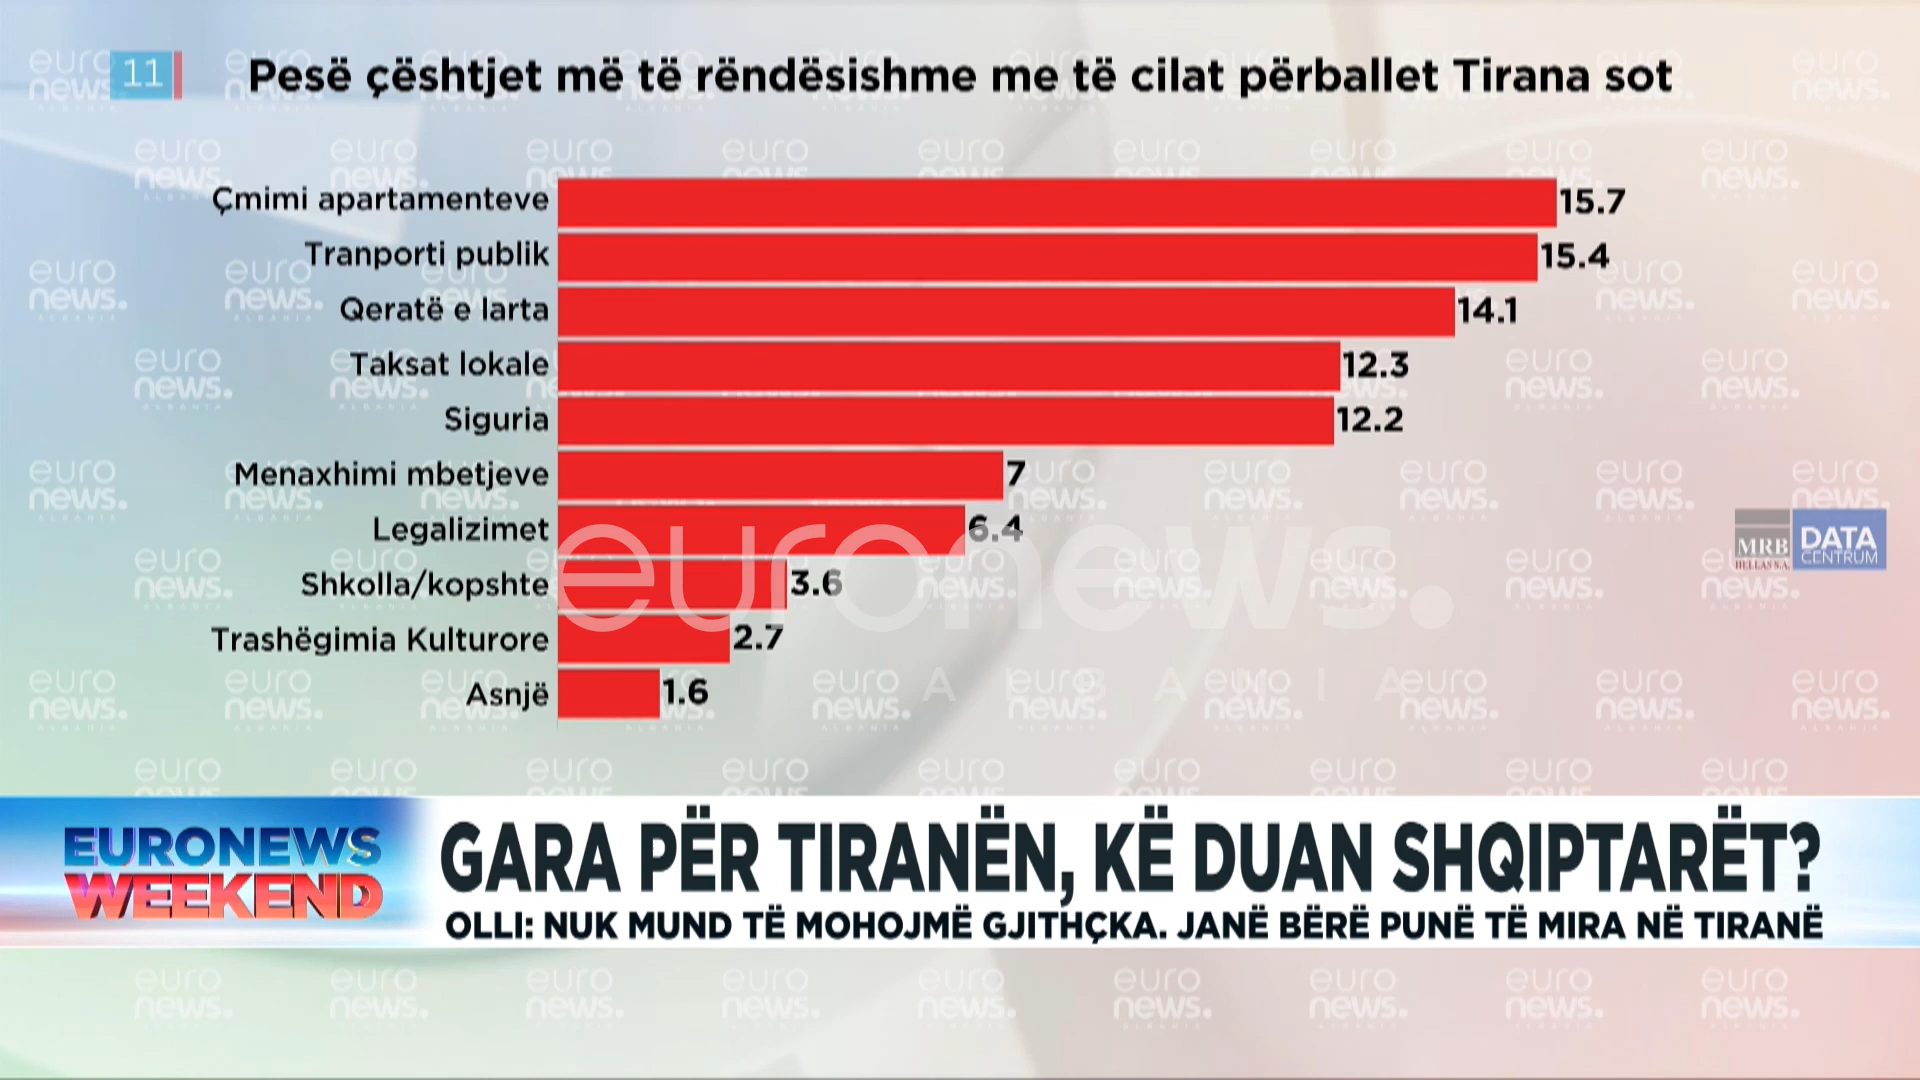 11
Pesë çështjet më të rëndësishme me të cilat përballet Tirana sot
Çmimi apartamenteve 15.7
Tranporti publik 15.4
Qeratë e larta 14.1
Taksat lokale 12.3
Siguria 12.2
Menaxhimi mbetjeve 7
Legalizimet 6.4
Shkolla/kopshte 3.6
Trashëgimia Kulturore 2.7
Asnjë 1.6
euronews.
ALBANIA
MRB
HELLAS S.A.
DATA
CENTRUM
EURONEWS
WEEKEND
GARA PËR TIRANËN, KË DUAN SHQIPTARËT?
OLLI: NUK MUND TË MOHOJMË GJITHÇKA. JANË BËRË PUNË TË MIRA NË TIRANË